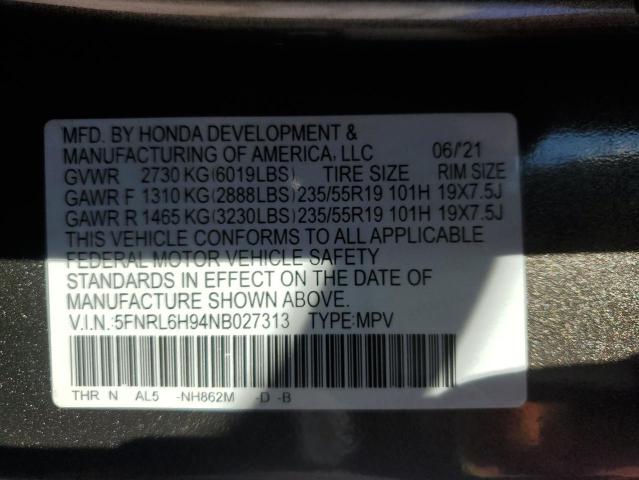 MFD. BY HONDA DEVELOPMENT &
MANUFACTURING OF AMERICA, LLC 06/'21
GVWR 2730 KG(6019LBS) TIRE SIZE RIM SIZE
GAWR F 1310 KG(2888LBS)235/55R19 101H 19X7.5J
GAWR R 1465 KG(3230LBS)235/55R19 101H 19X7.5J
THIS VEHICLE CONFORMS TO ALL APPLICABLE
FEDERAL MOTOR VEHICLE SAFETY
STANDARDS IN EFFECT ON THE DATE OF
MANUFACTURE SHOWN ABOVE.
V.I.N.:5FNRL6H94NB027313 TYPE:MPV
THR N AL5 -NH862M -D -B